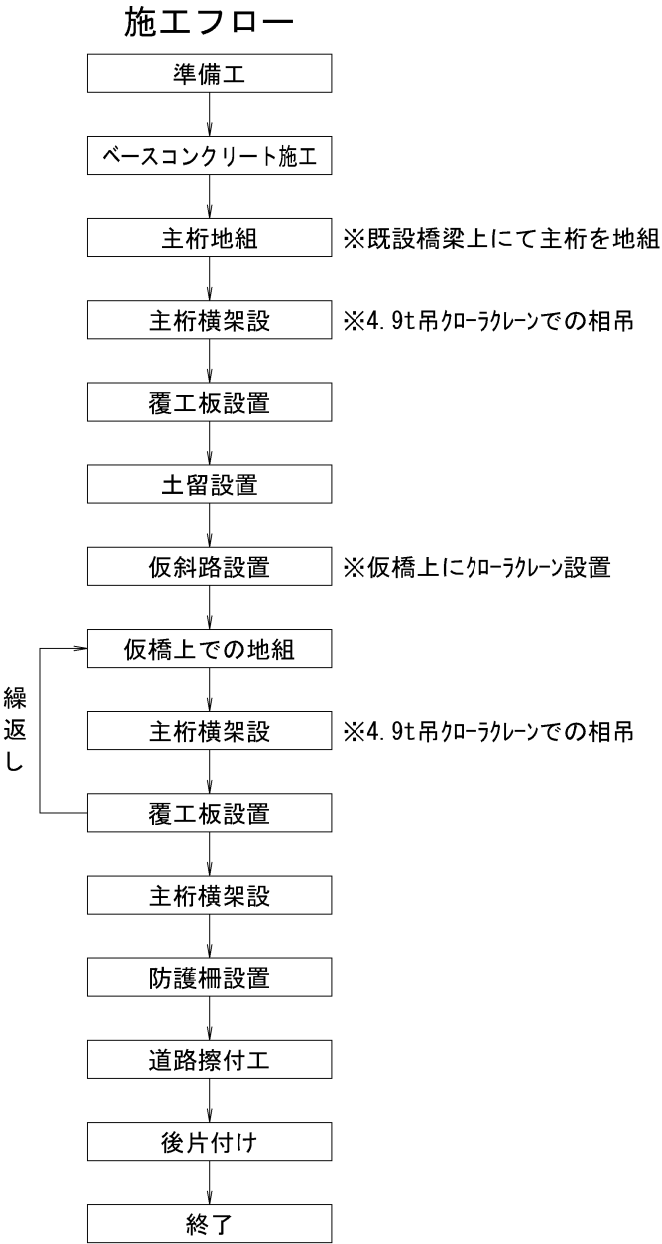 施工フロー
準備工
ベースコンクリート施工
主桁地組
※既設橋梁上にて主桁を地組
主桁横架設
※4.9t吊ｸﾛｰﾗｸﾚｰﾝでの相吊
覆工板設置
土留設置
仮斜路設置
※仮橋上にｸﾛｰﾗｸﾚｰﾝ設置
仮橋上での地組
繰返し
主桁横架設
※4.9t吊ｸﾛｰﾗｸﾚｰﾝでの相吊
覆工板設置
主桁横架設
防護柵設置
道路擦付工
後片付け
終了